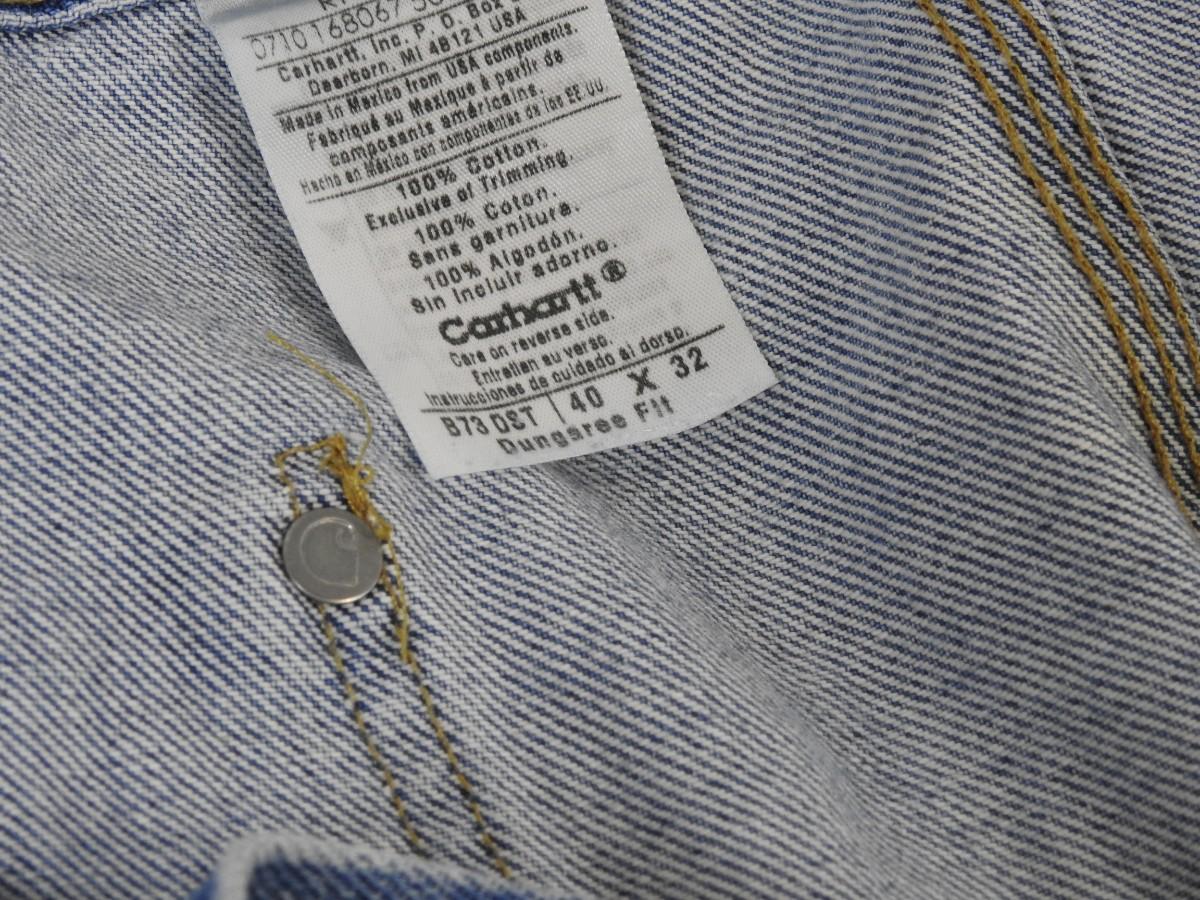 07101 68067
Carhartt, Inc. P. O. Box
Dearborn, MI 48121 USA
Made in Mexico from USA components.
Fabriqué au Mexique à partir de
composants américains.
Hecho en México con componentes de los EE.UU.
100% Cotton.
Exclusive of Trimming.
100% Coton.
Sans garniture.
100% Algodón.
Sin Incluir adorno.
Carhartt®
Care on reverse side.
Entretien au verso.
Instrucciones de cuidado al dorso.
B73 DST | 40 X 32
Dungaree Fit